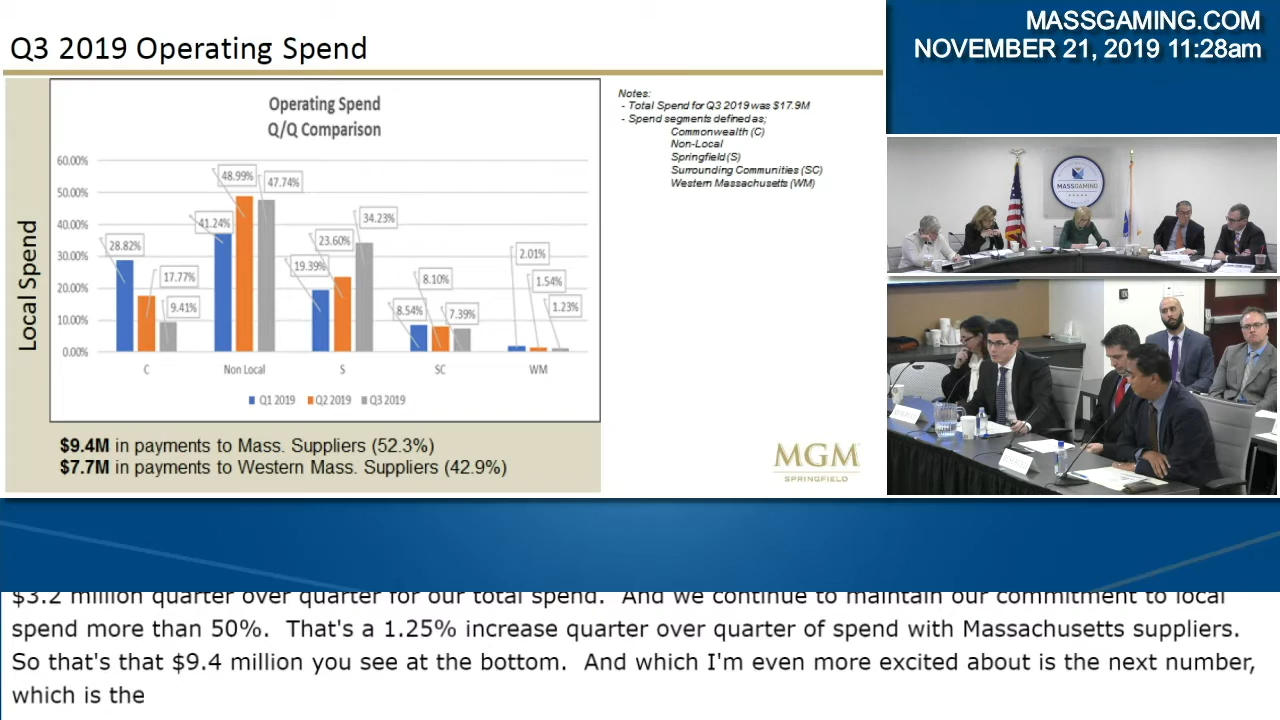 MASSGAMING.COM
NOVEMBER 21, 2019 11:28am
Q3 2019 Operating Spend
Local Spend
Operating Spend
Q/Q Comparison
60.00%
50.00%
40.00%
30.00%
20.00%
10.00%
0.00%
28.82%
17.77%
9.41%
41.24%
48.99%
47.74%
19.39%
23.60%
34.23%
8.54%
8.10%
7.39%
2.01%
1.54%
1.23%
C
Non Local
S
SC
WM
Q1 2019
Q2 2019
Q3 2019
$9.4M in payments to Mass. Suppliers (52.3%)
$7.7M in payments to Western Mass. Suppliers (42.9%)
Notes:
- Total Spend for Q3 2019 was $17.9M
- Spend segments defined as;
Commonwealth (C)
Non-Local
Springfield (S)
Surrounding Communities (SC)
Western Massachusetts (WM)
MGM
SPRINGFIELD
MASSGAMING
$3.2 million quarter over quarter for our total spend. And we continue to maintain our commitment to local
spend more than 50%. That's a 1.25% increase quarter over quarter of spend with Massachusetts suppliers.
So that's that $9.4 million you see at the bottom. And which I'm even more excited about is the next number,
which is the